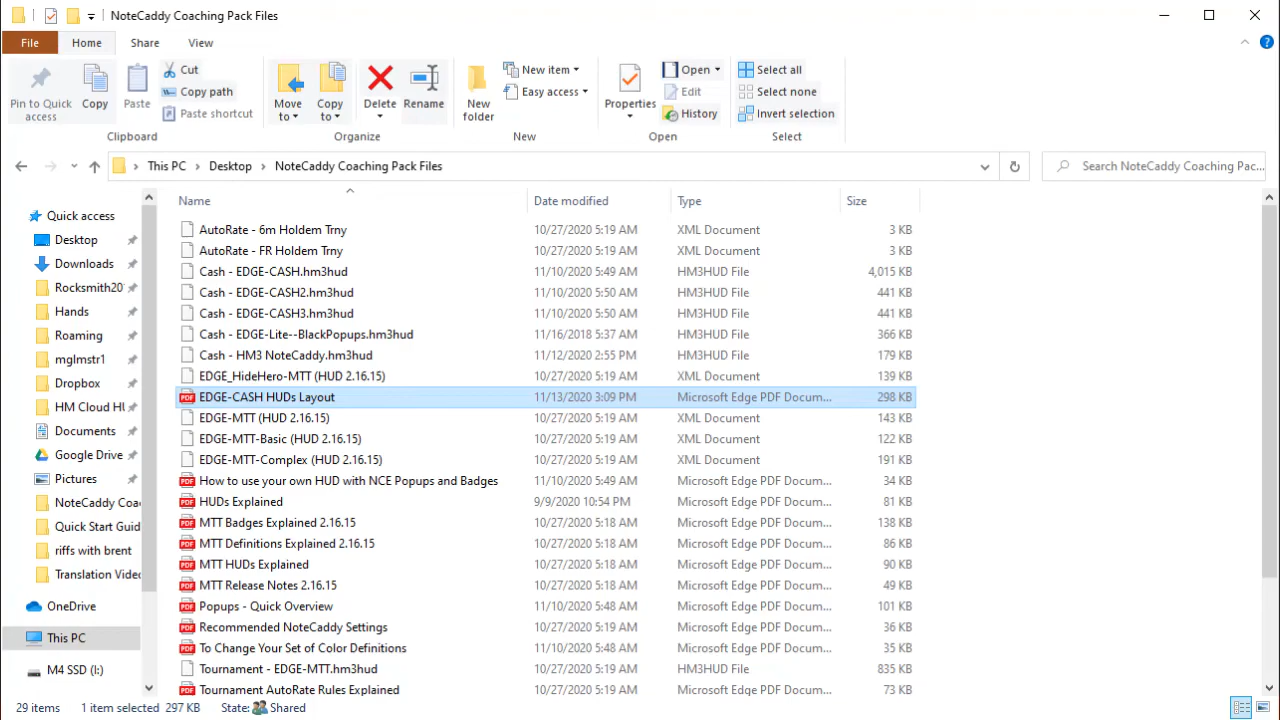 NoteCaddy Coaching Pack Files
File Home Share View
Pin to Quick access
Copy
Paste
Cut
Copy path
Paste shortcut
Clipboard
Move to
Copy to
Delete
Rename
Organize
New folder
New item
Easy access
New
Properties
Open
Edit
History
Open
Select all
Select none
Invert selection
Select
This PC Desktop NoteCaddy Coaching Pack Files
Search NoteCaddy Coaching Pac...
Quick access
Desktop
Downloads
Rocksmith20
Hands
Roaming
mglmstr1
Dropbox
HM Cloud HU
Documents
Google Drive
Pictures
NoteCaddy Coa
Quick Start Guid
riffs with brent
Translation Video
OneDrive
This PC
M4 SSD (I:)
Name Date modified Type Size
AutoRate - 6m Holdem Trny 10/27/2020 5:19 AM XML Document 3 KB
AutoRate - FR Holdem Trny 10/27/2020 5:19 AM XML Document 3 KB
Cash - EDGE-CASH.hm3hud 11/10/2020 5:49 AM HM3HUD File 4,015 KB
Cash - EDGE-CASH2.hm3hud 11/10/2020 5:50 AM HM3HUD File 441 KB
Cash - EDGE-CASH3.hm3hud 11/10/2020 5:50 AM HM3HUD File 441 KB
Cash - EDGE-Lite--BlackPopups.hm3hud 11/16/2018 5:37 AM HM3HUD File 366 KB
Cash - HM3 NoteCaddy.hm3hud 11/12/2020 2:55 PM HM3HUD File 179 KB
EDGE_HideHero-MTT (HUD 2.16.15) 10/27/2020 5:19 AM XML Document 139 KB
PDF EDGE-CASH HUDs Layout 11/13/2020 3:09 PM Microsoft Edge PDF Docum... 298 KB
EDGE-MTT (HUD 2.16.15) 10/27/2020 5:19 AM XML Document 143 KB
EDGE-MTT-Basic (HUD 2.16.15) 10/27/2020 5:19 AM XML Document 122 KB
EDGE-MTT-Complex (HUD 2.16.15) 10/27/2020 5:19 AM XML Document 191 KB
PDF How to use your own HUD with NCE Popups and Badges 11/10/2020 5:49 AM Microsoft Edge PDF Docum... 34 KB
PDF HUDs Explained 9/9/2020 10:54 PM Microsoft Edge PDF Docum... 81 KB
PDF MTT Badges Explained 2.16.15 10/27/2020 5:18 AM Microsoft Edge PDF Docum... 138 KB
PDF MTT Definitions Explained 2.16.15 10/27/2020 5:18 AM Microsoft Edge PDF Docum... 86 KB
PDF MTT HUDs Explained 10/27/2020 5:18 AM Microsoft Edge PDF Docum... 90 KB
PDF MTT Release Notes 2.16.15 10/27/2020 5:18 AM Microsoft Edge PDF Docum... 49 KB
PDF Popups - Quick Overview 11/10/2020 5:48 AM Microsoft Edge PDF Docum... 101 KB
PDF Recommended NoteCaddy Settings 10/27/2020 5:19 AM Microsoft Edge PDF Docum... 36 KB
PDF To Change Your Set of Color Definitions 11/10/2020 5:48 AM Microsoft Edge PDF Docum... 35 KB
Tournament - EDGE-MTT.hm3hud 10/27/2020 5:19 AM HM3HUD File 835 KB
PDF Tournament AutoRate Rules Explained 10/27/2020 5:19 AM Microsoft Edge PDF Docum... 73 KB
29 items 1 item selected 297 KB State: Shared